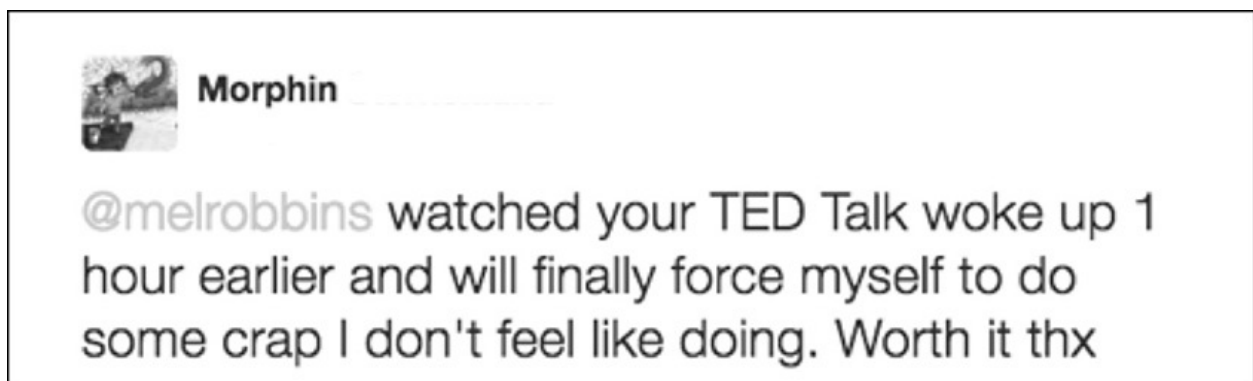 Morphin
@melrobbins watched your TED Talk woke up 1
hour earlier and will finally force myself to do
some crap I don't feel like doing. Worth it thx